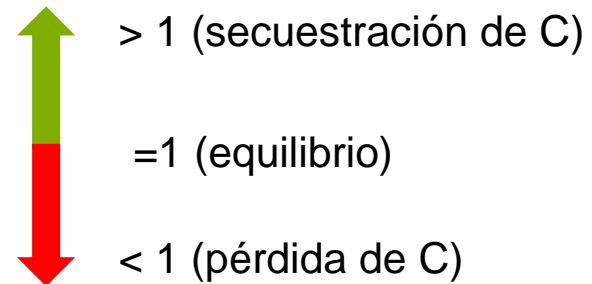 > 1 (secuestración de C)
=1 (equilibrio)
< 1 (pérdida de C)